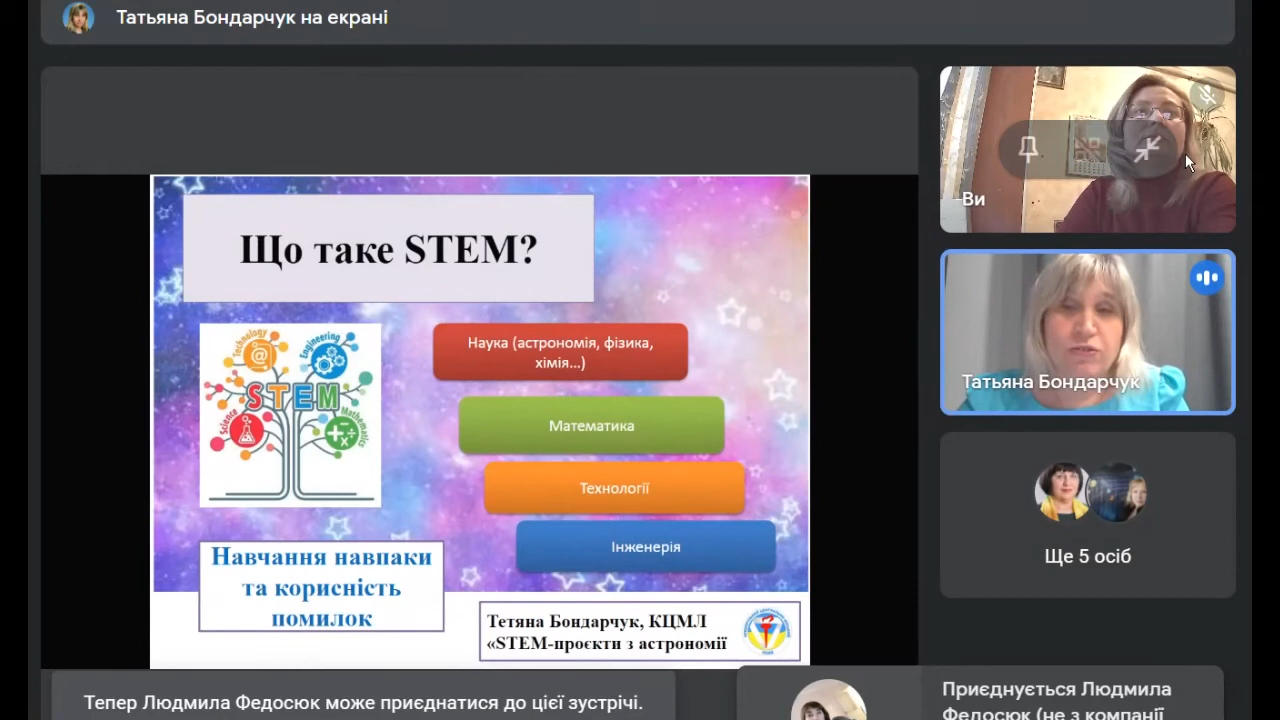 Татьяна Бондарчук на екрані
Що таке STEM?
Technology
Engineering
@
STEM
Science
Mathematics
Наука (астрономія, фізика,
хімія...)
Математика
Технології
Інженерія
Навчання навпаки
та корисність
помилок
Тетяна Бондарчук, КЦМЛ
«STEM-проєкти з астрономії
Ви
Татьяна Бондарчук
Ще 5 осіб
Тепер Людмила Федосюк може приєднатися до цієї зустрічі.
Приєднується Людмила
Федосюк (не з компанії